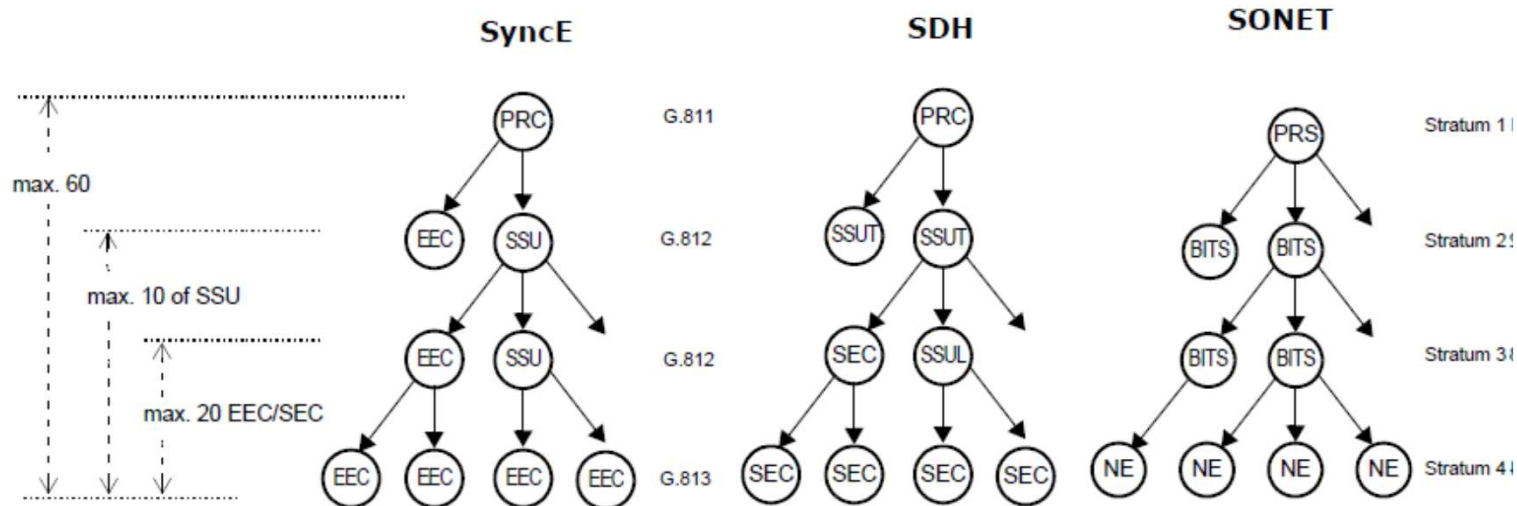 SyncE SDH SONET
PRC G.811 PRC PRS Stratum 1
max. 60
EEC SSU G.812 SSUT SSUT BITS BITS Stratum 2
max. 10 of SSU
EEC SSU G.812 SEC SSUL BITS BITS Stratum 3
max. 20 EEC/SEC
EEC EEC EEC EEC G.813 SEC SEC SEC SEC NE NE NE NE Stratum 4